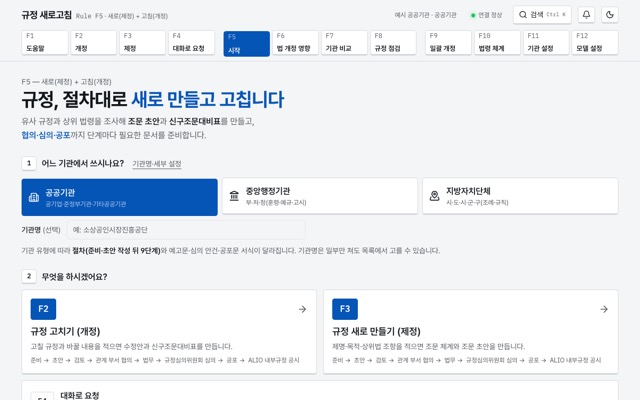 규정 새로고침 Rule F5 · 새로(제정) + 고침(개정)
예시 공공기관 · 공공기관
연결 정상
검색 Ctrl K
F1 도움말
F2 개정
F3 제정
F4 대화로 요청
F5 시작
F6 법 개정 영향
F7 기관 비교
F8 규정 점검
F9 일괄 개정
F10 법령 체계
F11 기관 설정
F12 모델 설정
F5 — 새로(제정) + 고침(개정)
규정, 절차대로 새로 만들고 고칩니다
유사 규정과 상위 법령을 조사해 조문 초안과 신구조문대비표를 만들고,
협의·심의·공포까지 단계마다 필요한 문서를 준비합니다.
1 어느 기관에서 쓰시나요? 기관명·세부 설정
공공기관
공기업·준정부기관·기타공공기관
중앙행정기관
부·처·청(훈령·예규·고시)
지방자치단체
시·도·시·군·구(조례·규칙)
기관명 (선택) 예: 소상공인시장진흥공단
기관 유형에 따라 절차(준비·초안 작성 뒤 9단계)와 예고문·심의 안건·공포문 서식이 달라집니다. 기관명은 일부만 쳐도 목록에서 고를 수 있습니다.
2 무엇을 하시겠어요?
F2
규정 고치기 (개정)
고칠 규정과 바꿀 내용을 적으면 수정안과 신구조문대비표를 만듭니다.
준비 → 초안 → 검토 → 관계 부서 협의 → 법무 → 규정심의위원회 심의 → 공포 → ALIO 내부규정 공시
F3
규정 새로 만들기 (제정)
제명·목적·상위법 조항을 적으면 조문 체계와 조문 초안을 만듭니다.
준비 → 초안 → 검토 → 관계 부서 협의 → 법무 → 규정심의위원회 심의 → 공포 → ALIO 내부규정 공시
대화로 요청